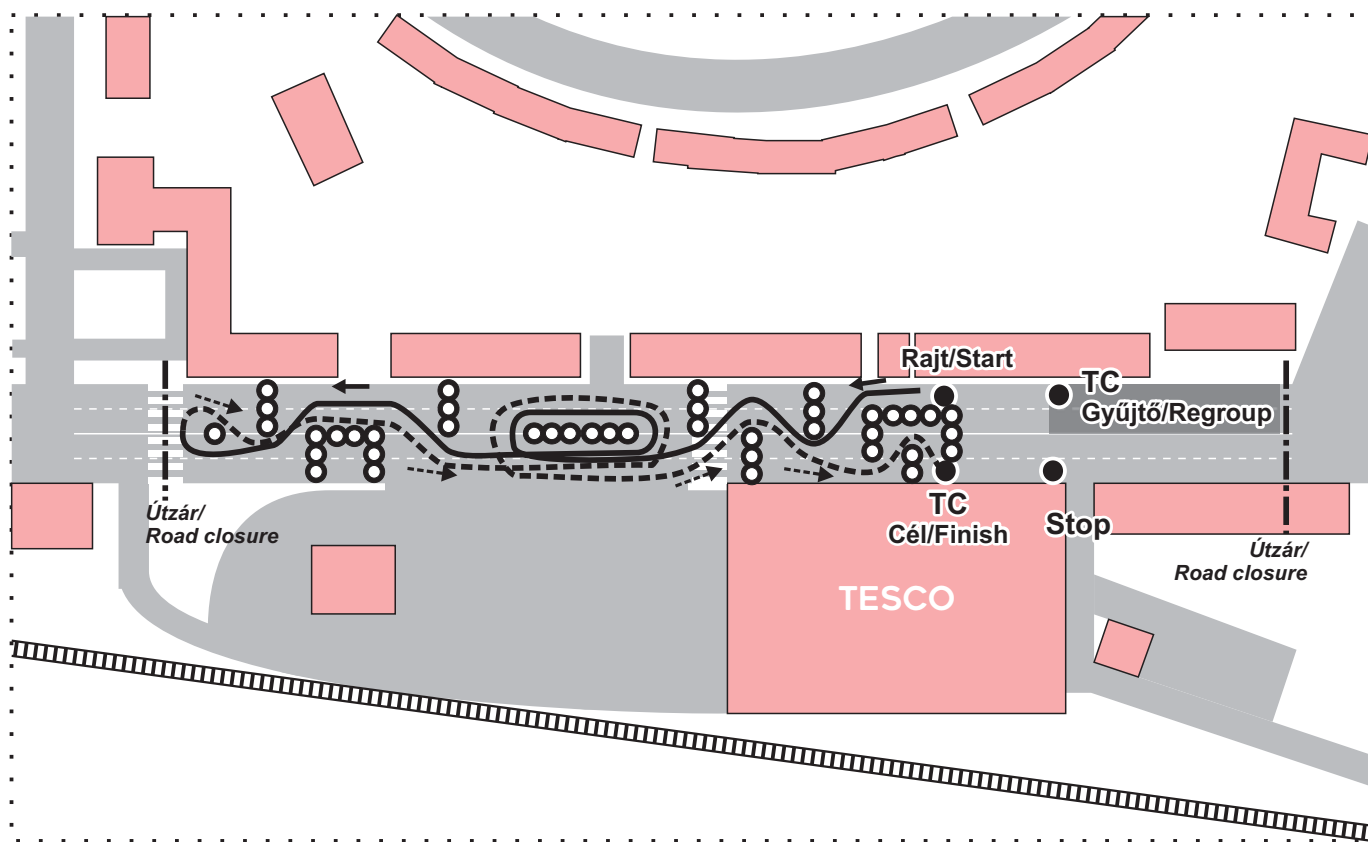 Rajt/Start
TC
Gyűjtő/Regroup
TC
Cél/Finish
Stop
Útzár/
Road closure
Útzár/
Road closure
TESCO